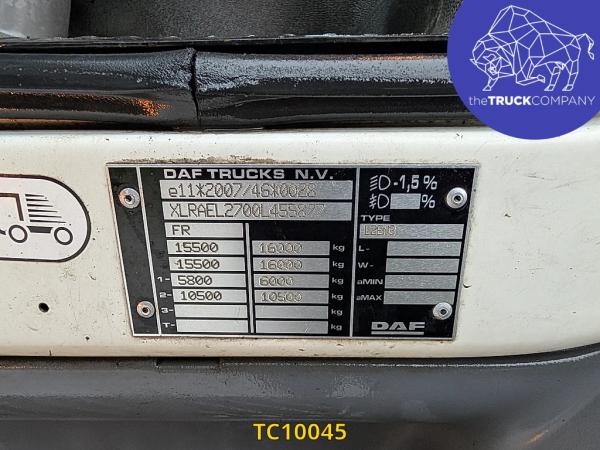 theTRUCKCOMPANY
DAF TRUCKS N.V.
e11*2007/46*0028
XLRAEL2700L455877
FR
15500 16000 kg
15500 16000 kg
1- 5800 6000 kg
2- 10500 10500 kg
3- kg
T- kg
-1,5 %
%
TYPE
L-
W-
aMIN
aMAX
DAF
TC10045